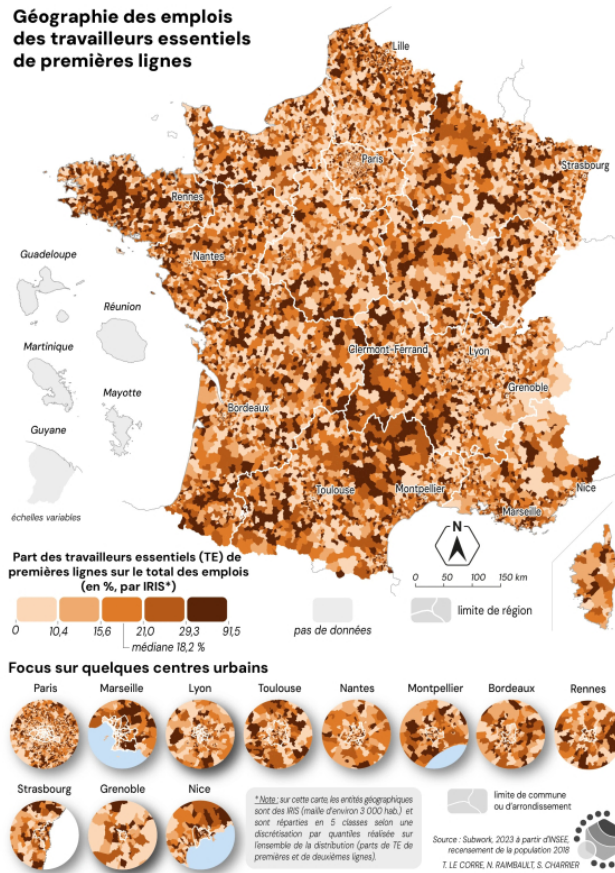 Géographie des emplois
des travailleurs essentiels
de premières lignes
Lille
Paris
Strasbourg
Rennes
Nantes
Guadeloupe
Réunion
Martinique
Mayotte
Guyane
échelles variables
Clermont-Ferrand
Lyon
Grenoble
Bordeaux
Toulouse
Montpellier
Nice
Marseille
N
0 50 100 150 km
Part des travailleurs essentiels (TE) de
premières lignes sur le total des emplois
(en %, par IRIS*)
0 10,4 15,6 21,0 29,3 91,5
médiane 18,2 %
pas de données
limite de région
Focus sur quelques centres urbains
Paris Marseille Lyon Toulouse Nantes Montpellier Bordeaux Rennes
Strasbourg Grenoble Nice
* Note : sur cette carte, les entités géographiques
sont des IRIS (maille d'environ 3 000 hab.) et
sont réparties en 5 classes selon une
discrétisation par quantiles réalisée sur
l'ensemble de la distribution (parts de TE de
premières et de deuxièmes lignes).
limite de commune
ou d'arrondissement
Source : Subwork, 2023 à partir d'INSEE,
recensement de la population 2018
T. LE CORRE, N. RAIMBAULT, S. CHARRIER